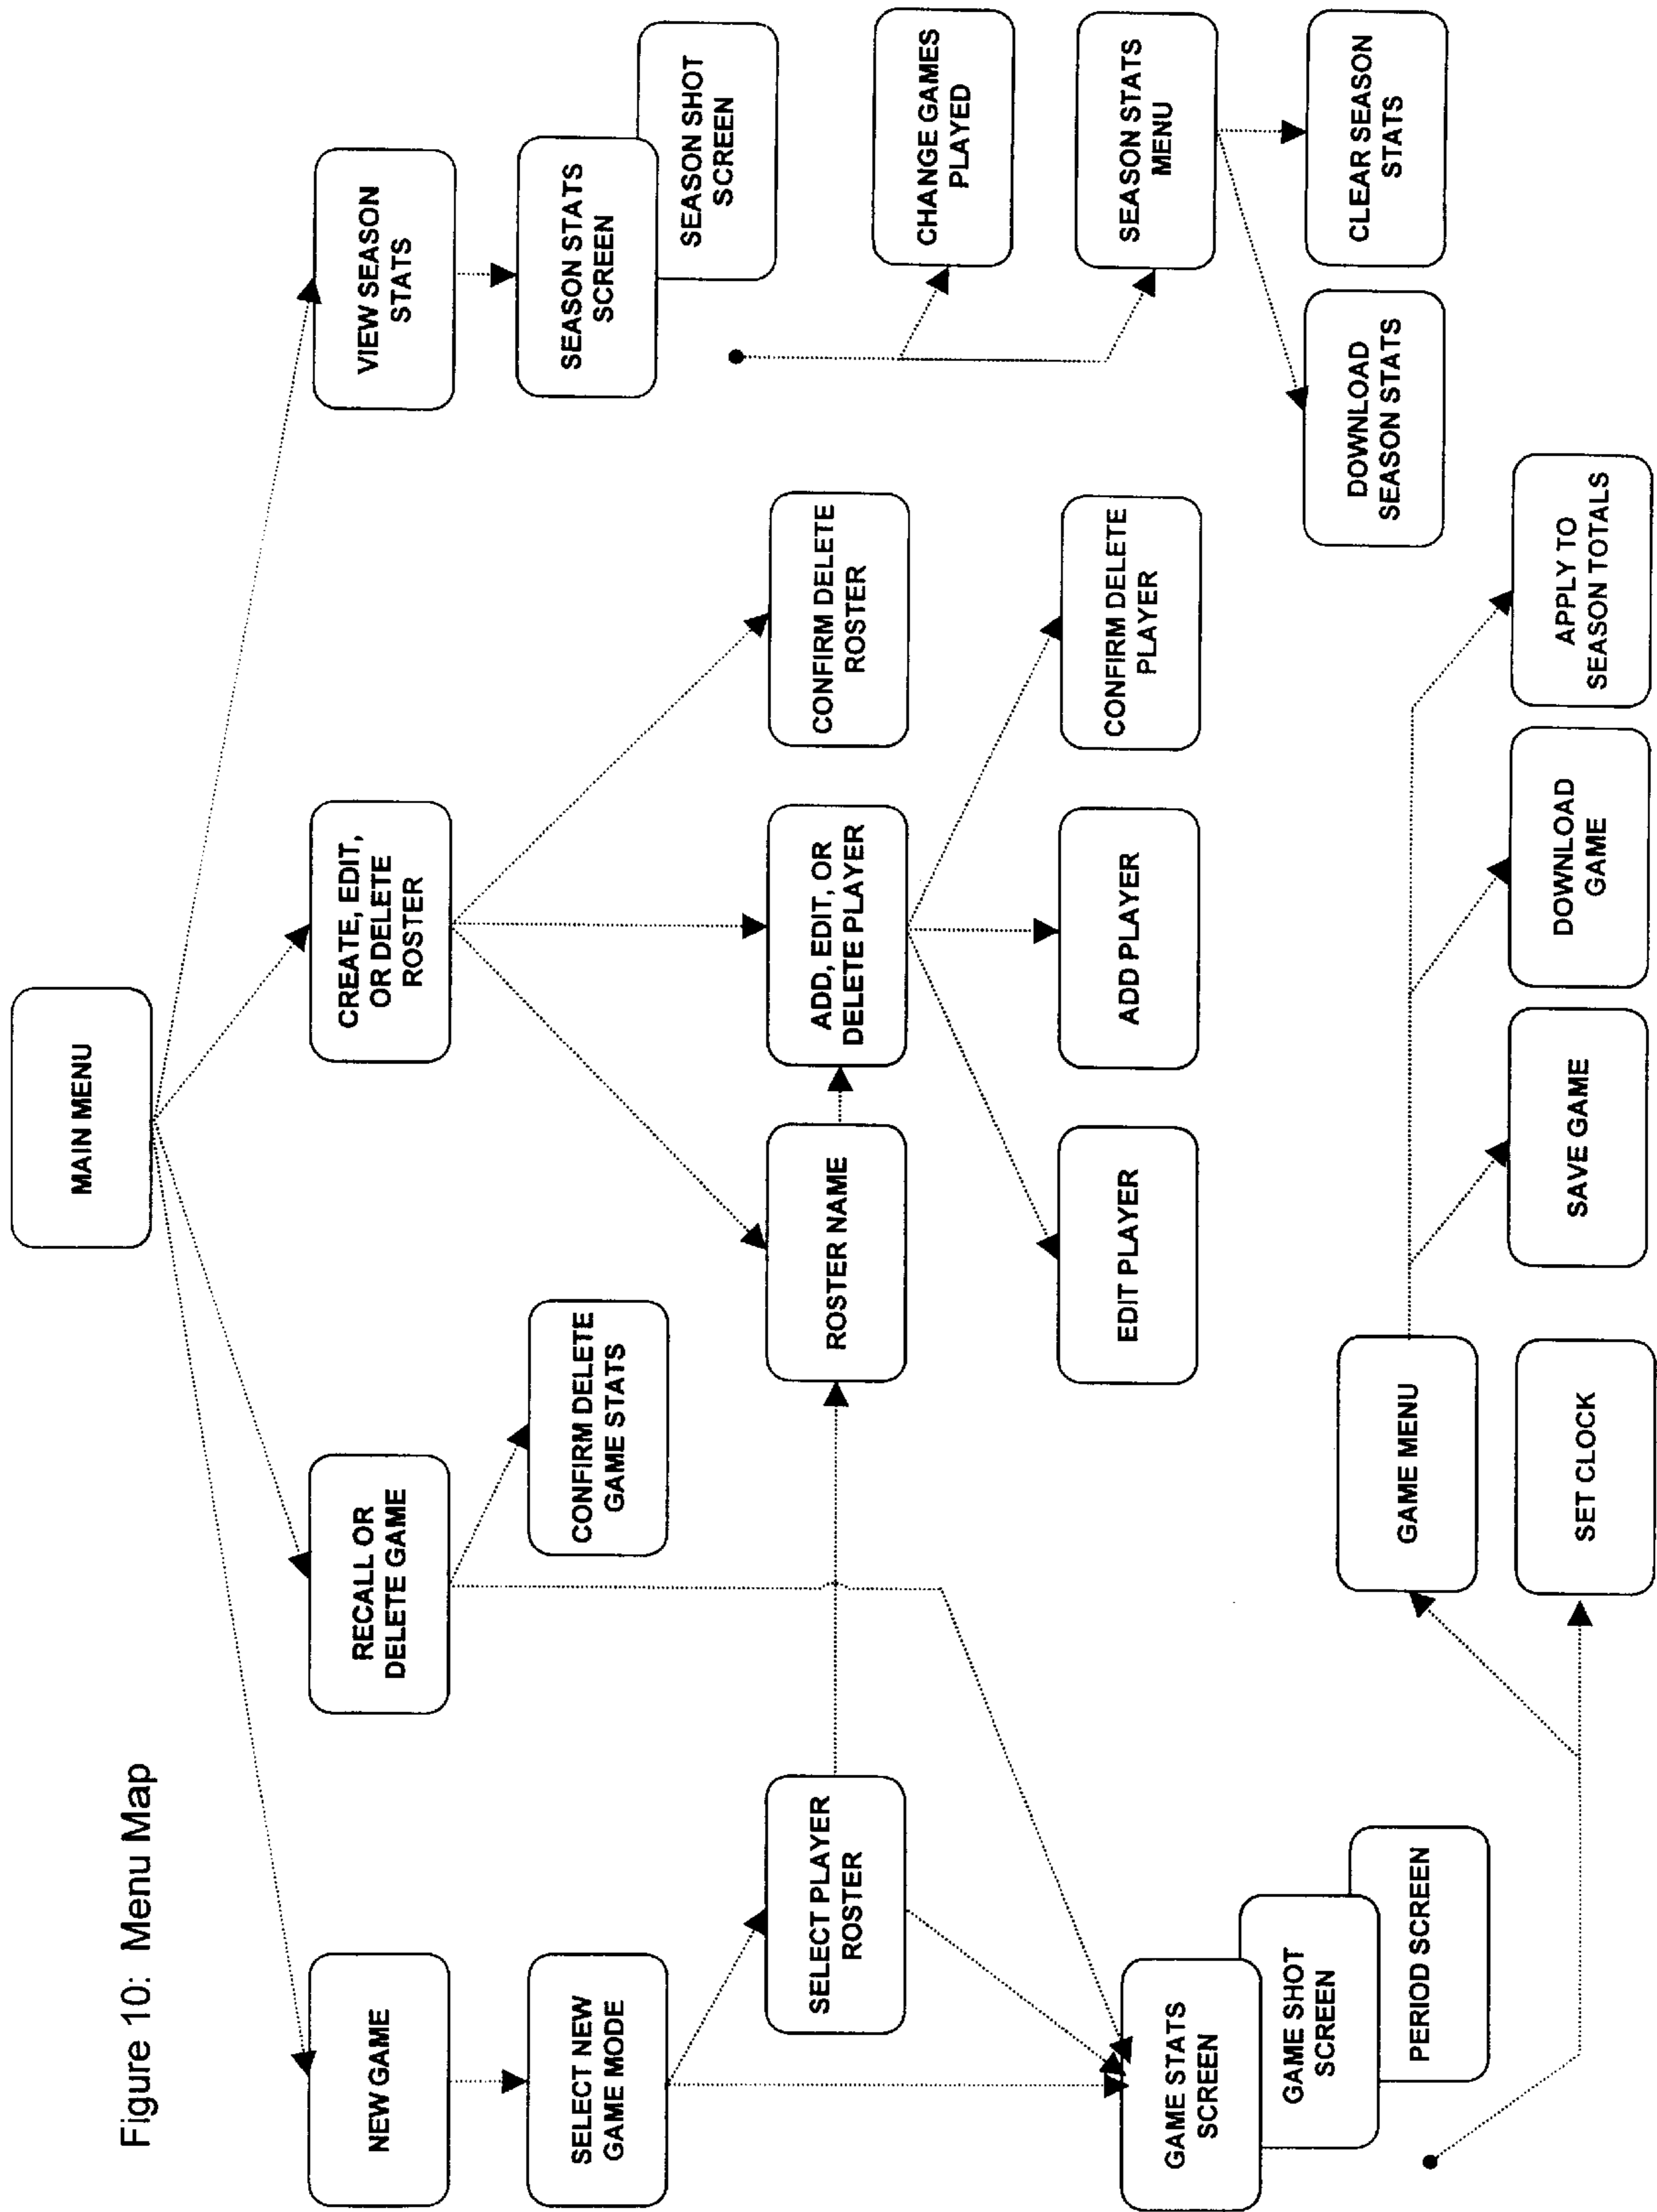 Figure 10: Menu Map
MAIN MENU
NEW GAME
RECALL OR
DELETE GAME
CREATE, EDIT,
OR DELETE
ROSTER
VIEW SEASON
STATS
SELECT NEW
GAME MODE
CONFIRM DELETE
GAME STATS
SEASON STATS
SCREEN
SEASON SHOT
SCREEN
SELECT PLAYER
ROSTER
ROSTER NAME
ADD, EDIT, OR
DELETE PLAYER
CONFIRM DELETE
ROSTER
CHANGE GAMES
PLAYED
EDIT PLAYER
ADD PLAYER
CONFIRM DELETE
PLAYER
SEASON STATS
MENU
GAME STATS
SCREEN
GAME SHOT
SCREEN
PERIOD SCREEN
GAME MENU
DOWNLOAD
SEASON STATS
CLEAR SEASON
STATS
SET CLOCK
SAVE GAME
DOWNLOAD
GAME
APPLY TO
SEASON TOTALS